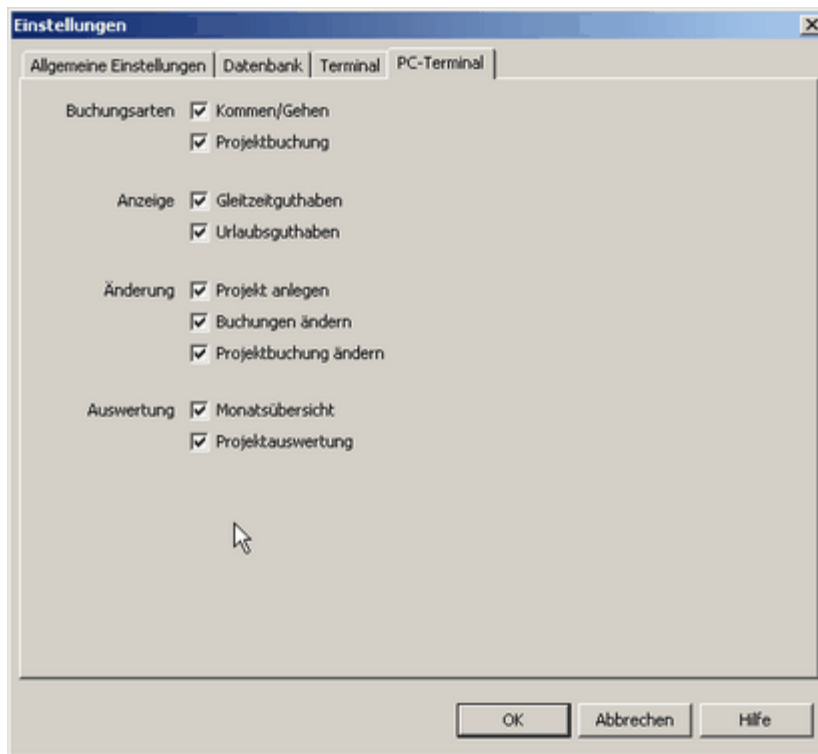 Einstellungen
Allgemeine Einstellungen Datenbank Terminal PC-Terminal
Buchungsarten Kommen/Gehen
Projektbuchung
Anzeige Gleitzeitguthaben
Urlaubsguthaben
Änderung Projekt anlegen
Buchungen ändern
Projektbuchung ändern
Auswertung Monatsübersicht
Projektauswertung
OK Abbrechen Hilfe